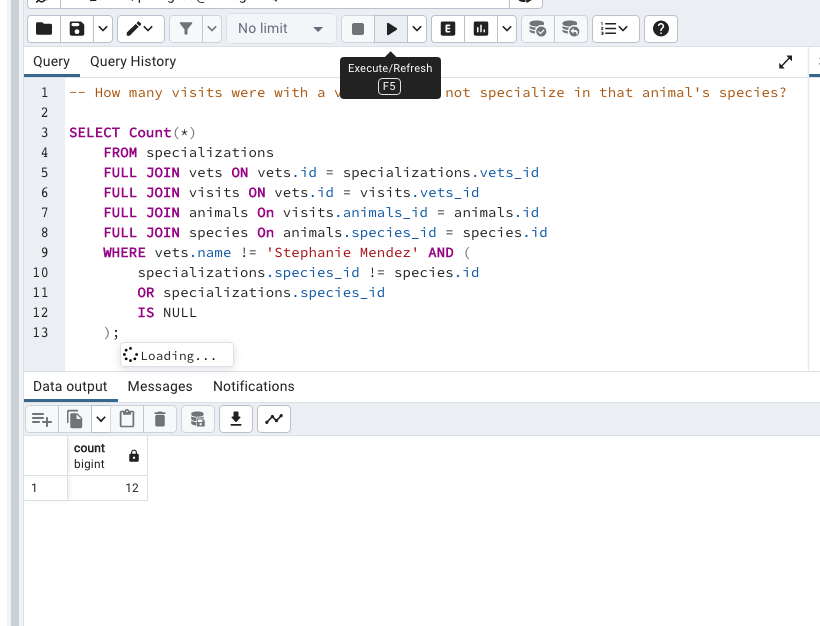 No limit
E
Query
Query History
Execute/Refresh
F5
1 -- How many visits were with a v not specialize in that animal's species?
2
3 SELECT Count(*)
4 FROM specializations
5 FULL JOIN vets ON vets.id = specializations.vets_id
6 FULL JOIN visits ON vets.id = visits.vets_id
7 FULL JOIN animals On visits.animals_id = animals.id
8 FULL JOIN species On animals.species_id = species.id
9 WHERE vets.name != 'Stephanie Mendez' AND (
10 specializations.species_id != species.id
11 OR specializations.species_id
12 IS NULL
13 );
Loading...
Data output Messages Notifications
count
bigint
1 12